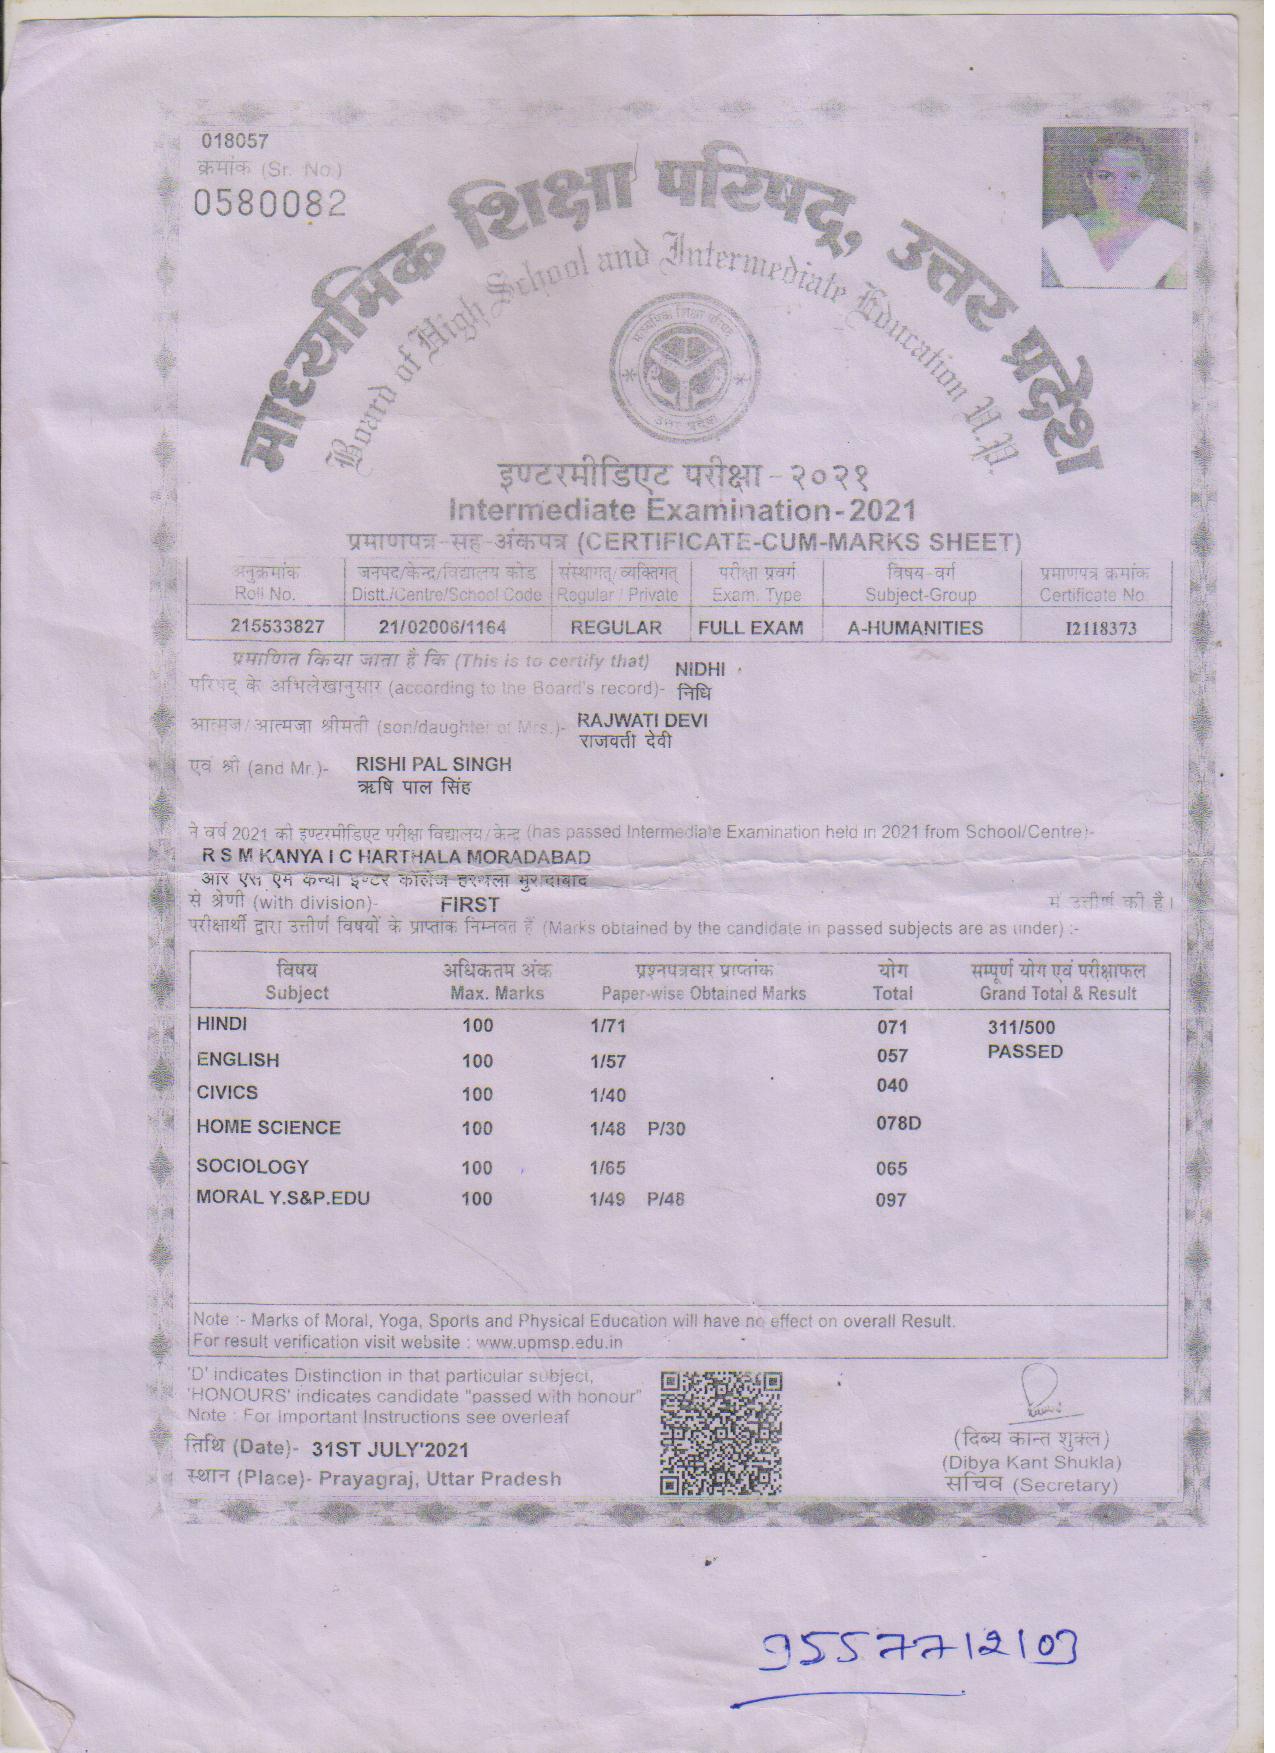 018057
क्रमांक (Sr. No.)
0580082
माध्यमिक शिक्षा परिषद्, उत्तर प्रदेश
Board of High School and Intermediate Education U.P.
माध्यमिक शिक्षा परिषद
उत्तर प्रदेश
इण्टरमीडिएट परीक्षा - २०२१
Intermediate Examination - 2021
प्रमाणपत्र-सह-अंकपत्र (CERTIFICATE-CUM-MARKS SHEET)
अनुक्रमांक जनपद/केन्द्र/विद्यालय कोड संस्थागत/व्यक्तिगत परीक्षा प्रवर्ग विषय-वर्ग प्रमाणपत्र क्रमांक
Roll No. Distt./Centre/School Code Regular / Private Exam. Type Subject-Group Certificate No.
215533827 21/02006/1164 REGULAR FULL EXAM A-HUMANITIES I2118373
प्रमाणित किया जाता है कि (This is to certify that) NIDHI
परिषद् के अभिलेखानुसार (according to the Board's record)- निधि
आत्मज/आत्मजा श्रीमती (son/daughter of Mrs.)- RAJWATI DEVI
राजवती देवी
एवं श्री (and Mr.)- RISHI PAL SINGH
ऋषि पाल सिंह
ने वर्ष 2021 की इण्टरमीडिएट परीक्षा विद्यालय/केन्द्र (has passed Intermediate Examination held in 2021 from School/Centre)-
R S M KANYA I C HARTHALA MORADABAD
आर एस एम कन्या इण्टर कॉलेज हरथला मुरादाबाद
से श्रेणी (with division)- FIRST में उत्तीर्ण की है।
परीक्षार्थी द्वारा उत्तीर्ण विषयों के प्राप्तांक निम्नवत हैं (Marks obtained by the candidate in passed subjects are as under) :-
विषय अधिकतम अंक प्रश्नपत्रवार प्राप्तांक योग सम्पूर्ण योग एवं परीक्षाफल
Subject Max. Marks Paper-wise Obtained Marks Total Grand Total & Result
HINDI 100 1/71 071 311/500
ENGLISH 100 1/57 057 PASSED
CIVICS 100 1/40 040
HOME SCIENCE 100 1/48 P/30 078D
SOCIOLOGY 100 1/65 065
MORAL Y.S&P.EDU 100 1/49 P/48 097
Note :- Marks of Moral, Yoga, Sports and Physical Education will have no effect on overall Result.
For result verification visit website : www.upmsp.edu.in
'D' indicates Distinction in that particular subject,
'HONOURS' indicates candidate "passed with honour"
Note : For Important Instructions see overleaf
तिथि (Date)- 31ST JULY'2021
स्थान (Place)- Prayagraj, Uttar Pradesh
(दिब्य कान्त शुक्ल)
(Dibya Kant Shukla)
सचिव (Secretary)
9557712103